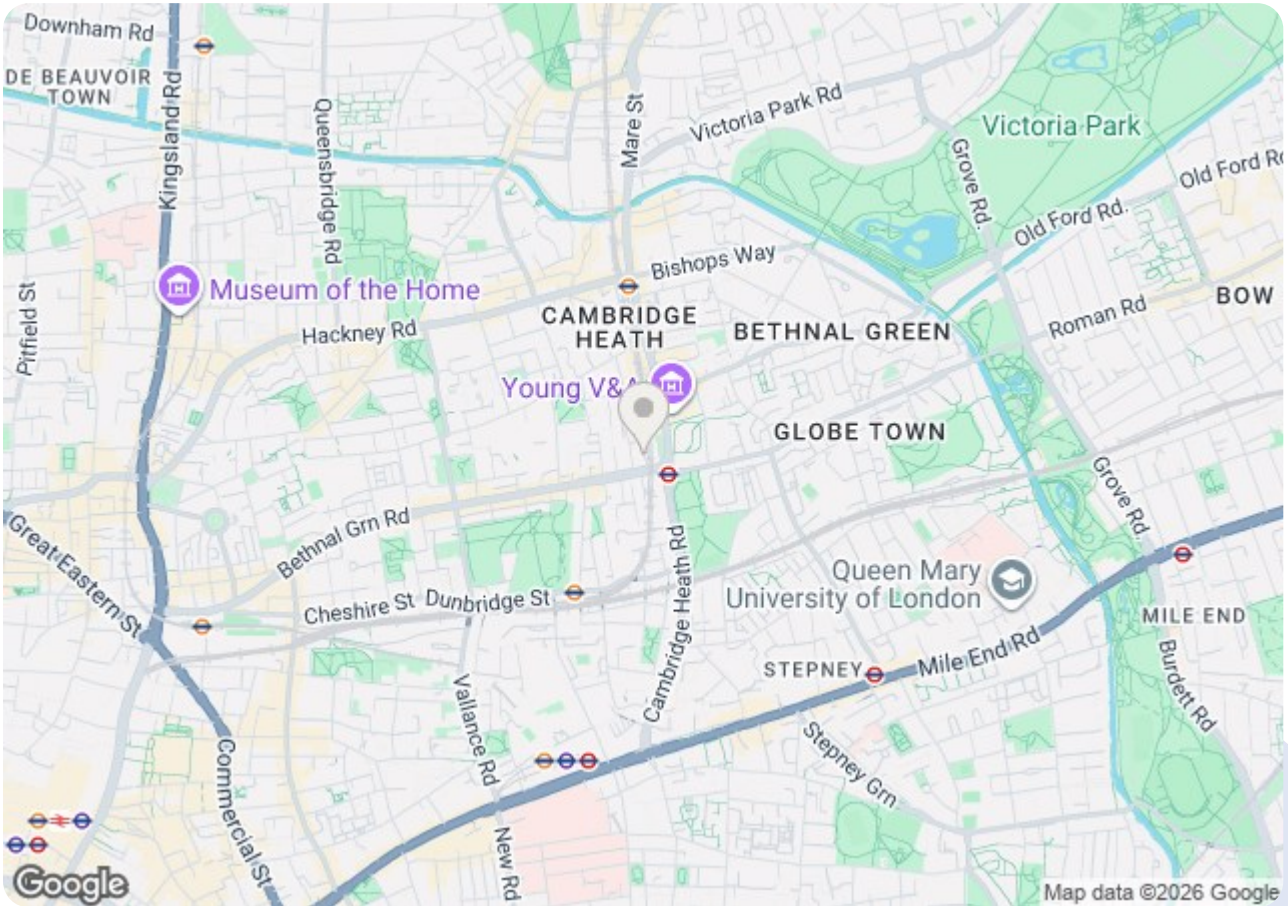 Downham Rd
DE BEAUVOIR
TOWN
Kingsland Rd
Queensbridge Rd
Mare St
Victoria Park Rd
Victoria Park
Grove Rd.
Old Ford Rd.
Bishops Way
Museum of the Home
Pitfield St
Hackney Rd
CAMBRIDGE
HEATH
BETHNAL GREEN
Roman Rd
BOW
Young V&A
GLOBE TOWN
Grove Rd
Great Eastern St
Bethnal Grn Rd
Cheshire St
Dunbridge St
Cambridge Heath Rd
Queen Mary
University of London
MILE END
STEPNEY
Mile End Rd
Burdett Rd
Vallance Rd
Commercial St
Stepney Grn
New Rd
Google
Map data ©2026 Google